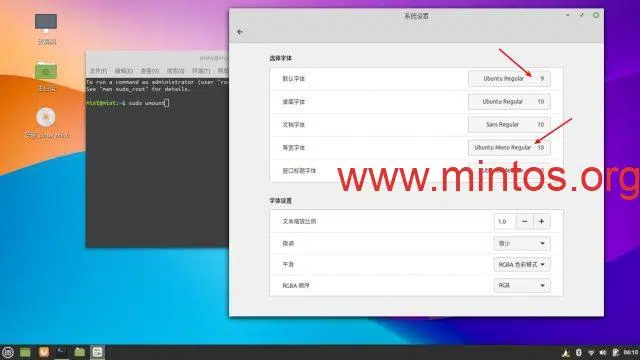 系统设置
计算机
主目录
安装 Linux Mint
mint@mint
文件(F) 编辑(E) 查看(V) 搜索(S) 终端(T) 帮助
To run a command as administrator (user "roo
See "man sudo_root" for details.
mint@mint:~$ sudo umount
选择字体
默认字体 Ubuntu Regular 9
桌面字体 Ubuntu Regular 10
文档字体 Sans Regular 10
等宽字体 Ubuntu Mono Regular 10
窗口标题字体 10
www.mintos.org
字体设置
文本缩放比例 1.0 − +
微调 微少
平滑 RGBA 色彩模式
RGBA 顺序 RGB
06:10